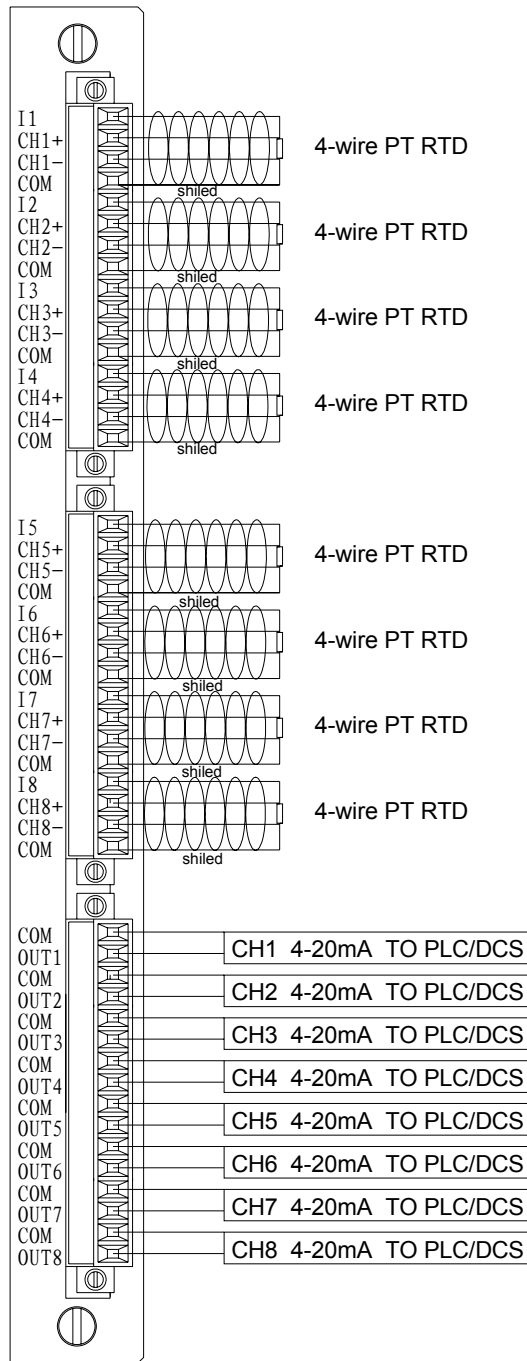 I1
CH1+
CH1-
COM
shiled
4-wire PT RTD
I2
CH2+
CH2-
COM
shiled
4-wire PT RTD
I3
CH3+
CH3-
COM
shiled
4-wire PT RTD
I4
CH4+
CH4-
COM
shiled
4-wire PT RTD
I5
CH5+
CH5-
COM
shiled
4-wire PT RTD
I6
CH6+
CH6-
COM
shiled
4-wire PT RTD
I7
CH7+
CH7-
COM
shiled
4-wire PT RTD
I8
CH8+
CH8-
COM
shiled
4-wire PT RTD
COM
OUT1
CH1 4-20mA TO PLC/DCS
COM
OUT2
CH2 4-20mA TO PLC/DCS
COM
OUT3
CH3 4-20mA TO PLC/DCS
COM
OUT4
CH4 4-20mA TO PLC/DCS
COM
OUT5
CH5 4-20mA TO PLC/DCS
COM
OUT6
CH6 4-20mA TO PLC/DCS
COM
OUT7
CH7 4-20mA TO PLC/DCS
COM
OUT8
CH8 4-20mA TO PLC/DCS